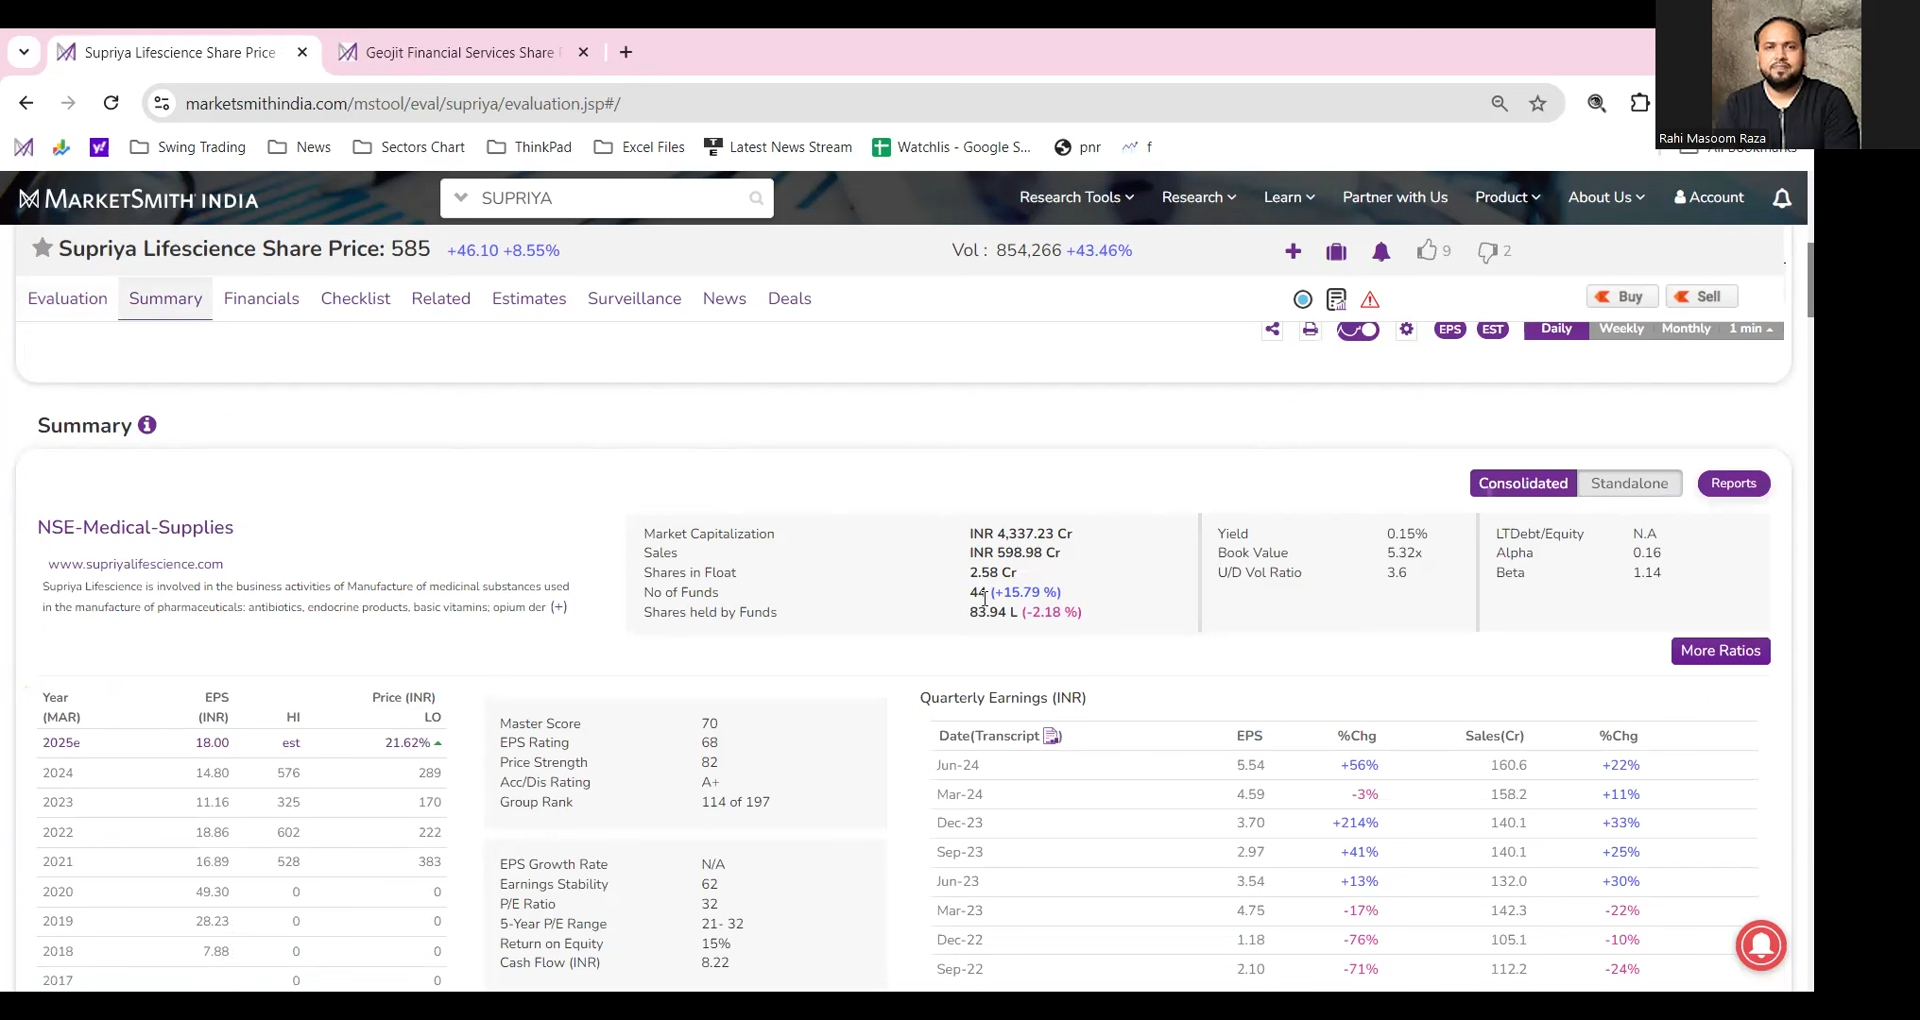 Supriya Lifescience Share Price
Geojit Financial Services Share
marketsmithindia.com/mstool/eval/supriya/evaluation.jsp#/
Rahi Masoom Raza
Swing Trading
News
Sectors Chart
ThinkPad
Excel Files
Latest News Stream
Watchlis - Google S...
pnr
f
All Bookmarks
MARKETSMITH INDIA
SUPRIYA
Research Tools
Research
Learn
Partner with Us
Product
About Us
Account
Supriya Lifescience Share Price: 585 +46.10 +8.55%
Vol : 854,266 +43.46%
9
2
Evaluation
Summary
Financials
Checklist
Related
Estimates
Surveillance
News
Deals
Buy
Sell
EPS
EST
Daily
Weekly
Monthly
1 min
Summary
Consolidated
Standalone
Reports
NSE-Medical-Supplies
www.supriyalifescience.com
Supriya Lifescience is involved in the business activities of Manufacture of medicinal substances used
in the manufacture of pharmaceuticals: antibiotics, endocrine products, basic vitamins; opium der (+)
Market Capitalization INR 4,337.23 Cr
Sales INR 598.98 Cr
Shares in Float 2.58 Cr
No of Funds 44 (+15.79 %)
Shares held by Funds 83.94 L (-2.18 %)
Yield 0.15%
Book Value 5.32x
U/D Vol Ratio 3.6
LTDebt/Equity N.A
Alpha 0.16
Beta 1.14
More Ratios
Year EPS Price (INR)
(MAR) (INR) HI LO
2025e 18.00 est 21.62%
2024 14.80 576 289
2023 11.16 325 170
2022 18.86 602 222
2021 16.89 528 383
2020 49.30 0 0
2019 28.23 0 0
2018 7.88 0 0
2017 0 0
Master Score 70
EPS Rating 68
Price Strength 82
Acc/Dis Rating A+
Group Rank 114 of 197
EPS Growth Rate N/A
Earnings Stability 62
P/E Ratio 32
5-Year P/E Range 21- 32
Return on Equity 15%
Cash Flow (INR) 8.22
Quarterly Earnings (INR)
Date(Transcript ) EPS %Chg Sales(Cr) %Chg
Jun-24 5.54 +56% 160.6 +22%
Mar-24 4.59 -3% 158.2 +11%
Dec-23 3.70 +214% 140.1 +33%
Sep-23 2.97 +41% 140.1 +25%
Jun-23 3.54 +13% 132.0 +30%
Mar-23 4.75 -17% 142.3 -22%
Dec-22 1.18 -76% 105.1 -10%
Sep-22 2.10 -71% 112.2 -24%